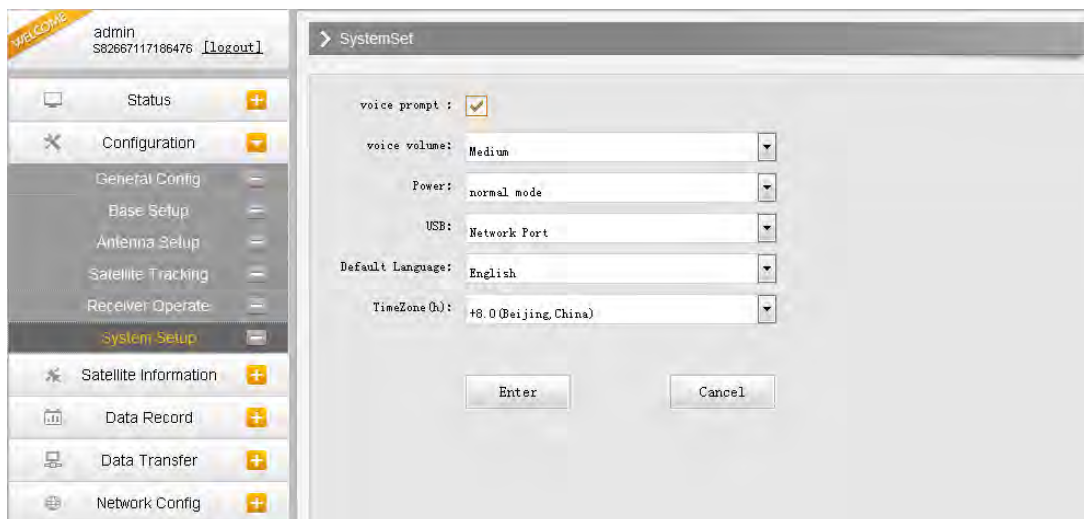 WELCOME
admin
S82667117186476 [logout]
Status
Configuration
General Config
Base Setup
Antenna Setup
Satellite Tracking
Receiver Operate
System Setup
Satellite Information
Data Record
Data Transfer
Network Config
SystemSet
voice prompt :
voice volume: Medium
Power: normal mode
USB: Network Port
Default Language: English
TimeZone(h): +8.0(Beijing,China)
Enter Cancel